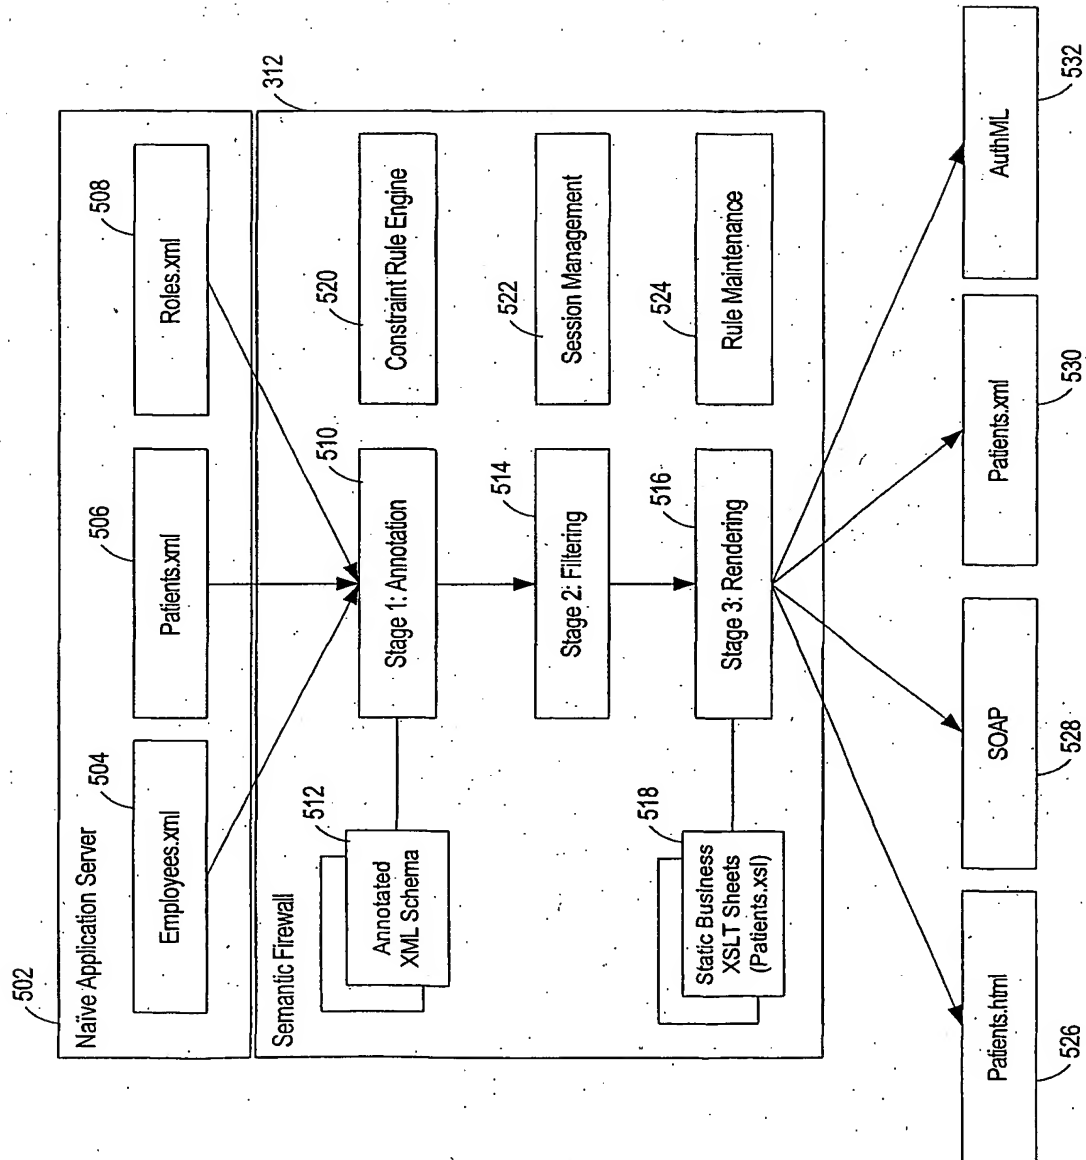 502
Naïve Application Server
504
Employees.xml
506
Patients.xml
508
Roles.xml
312
Semantic Firewall
512
Annotated
XML Schema
510
Stage 1: Annotation
520
Constraint Rule Engine
514
Stage 2: Filtering
522
Session Management
518
Static Business
XSLT Sheets
(Patients.xsl)
516
Stage 3: Rendering
524
Rule Maintenance
Patients.html
526
SOAP
528
Patients.xml
530
AuthML
532